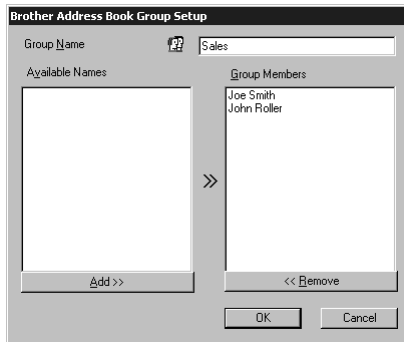 Brother Address Book Group Setup
Group Name
Sales
Available Names
Group Members
Joe Smith
John Roller
Add >>
<< Remove
OK
Cancel